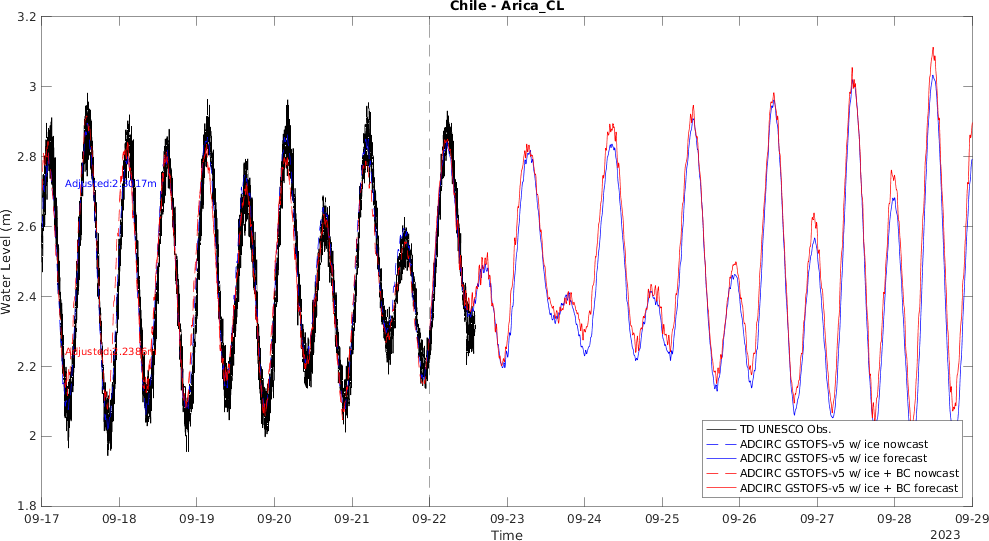 Chile - Arica_CL
3.2
3
2.8
2.6
2.4
2.2
2
1.8
Water Level (m)
09-17
09-18
09-19
09-20
09-21
09-22
09-23
09-24
09-25
09-26
09-27
09-28
09-29
Time
2023
TD UNESCO Obs.
ADCIRC GSTOFS-v5 w/ ice nowcast
ADCIRC GSTOFS-v5 w/ ice forecast
ADCIRC GSTOFS-v5 w/ ice + BC nowcast
ADCIRC GSTOFS-v5 w/ ice + BC forecast